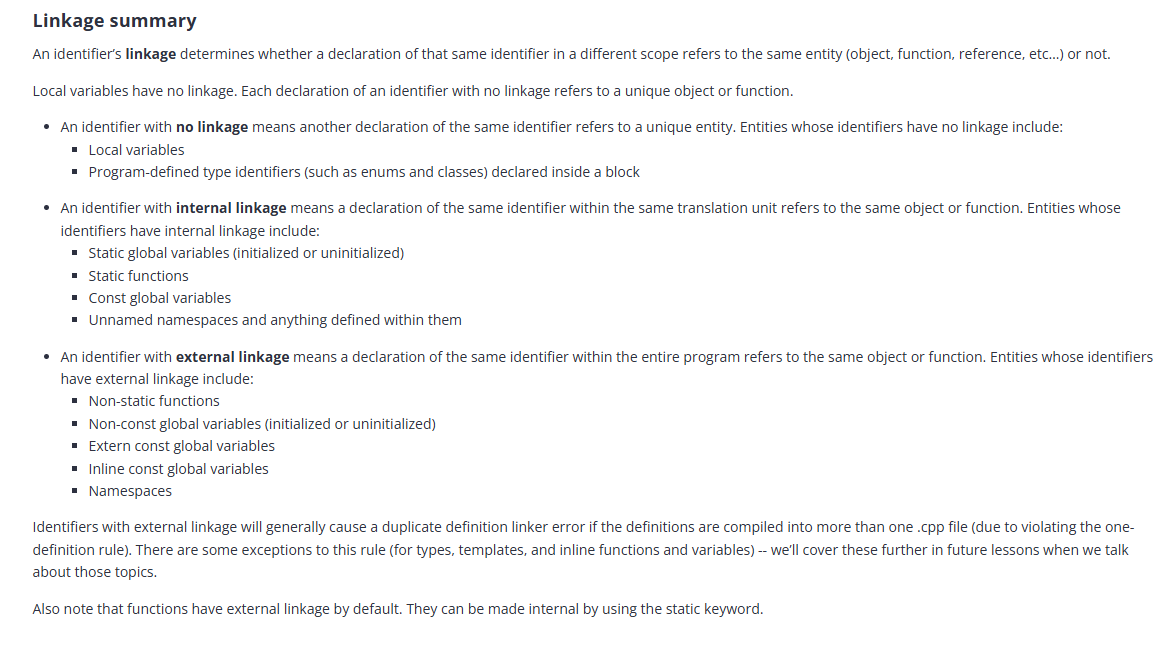 Linkage summary
An identifier’s linkage determines whether a declaration of that same identifier in a different scope refers to the same entity (object, function, reference, etc…) or not.
Local variables have no linkage. Each declaration of an identifier with no linkage refers to a unique object or function.
• An identifier with no linkage means another declaration of the same identifier refers to a unique entity. Entities whose identifiers have no linkage include:
▪ Local variables
▪ Program-defined type identifiers (such as enums and classes) declared inside a block
• An identifier with internal linkage means a declaration of the same identifier within the same translation unit refers to the same object or function. Entities whose
identifiers have internal linkage include:
▪ Static global variables (initialized or uninitialized)
▪ Static functions
▪ Const global variables
▪ Unnamed namespaces and anything defined within them
• An identifier with external linkage means a declaration of the same identifier within the entire program refers to the same object or function. Entities whose identifiers
have external linkage include:
▪ Non-static functions
▪ Non-const global variables (initialized or uninitialized)
▪ Extern const global variables
▪ Inline const global variables
▪ Namespaces
Identifiers with external linkage will generally cause a duplicate definition linker error if the definitions are compiled into more than one .cpp file (due to violating the one-
definition rule). There are some exceptions to this rule (for types, templates, and inline functions and variables) -- we’ll cover these further in future lessons when we talk
about those topics.
Also note that functions have external linkage by default. They can be made internal by using the static keyword.